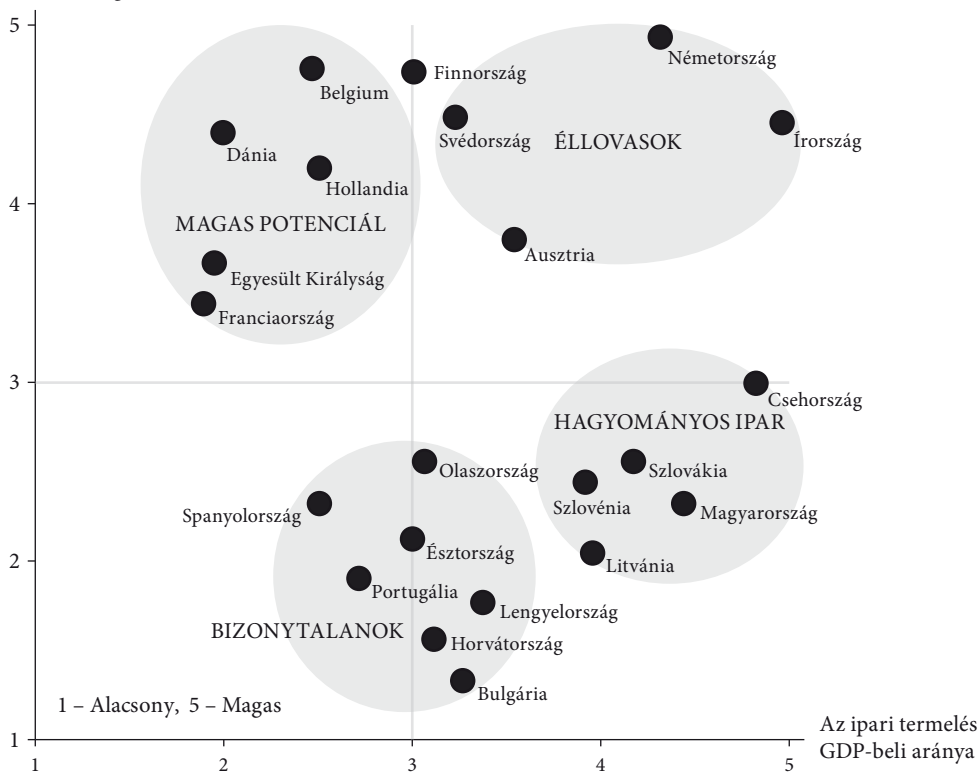 5
Németország
Finnország
Belgium
Svédország
ÉLLOVASOK
Írország
Dánia
Hollandia
4
MAGAS POTENCIÁL
Ausztria
Egyesült Királyság
Franciaország
3
Csehország
HAGYOMÁNYOS IPAR
Olaszország
Szlovákia
Szlovénia
Magyarország
Spanyolország
Észtország
2
Litvánia
Portugália
Lengyelország
BIZONYTALANOK
Horvátország
Bulgária
1 – Alacsony, 5 – Magas
1
Az ipari termelés
GDP-beli aránya
1 2 3 4 5